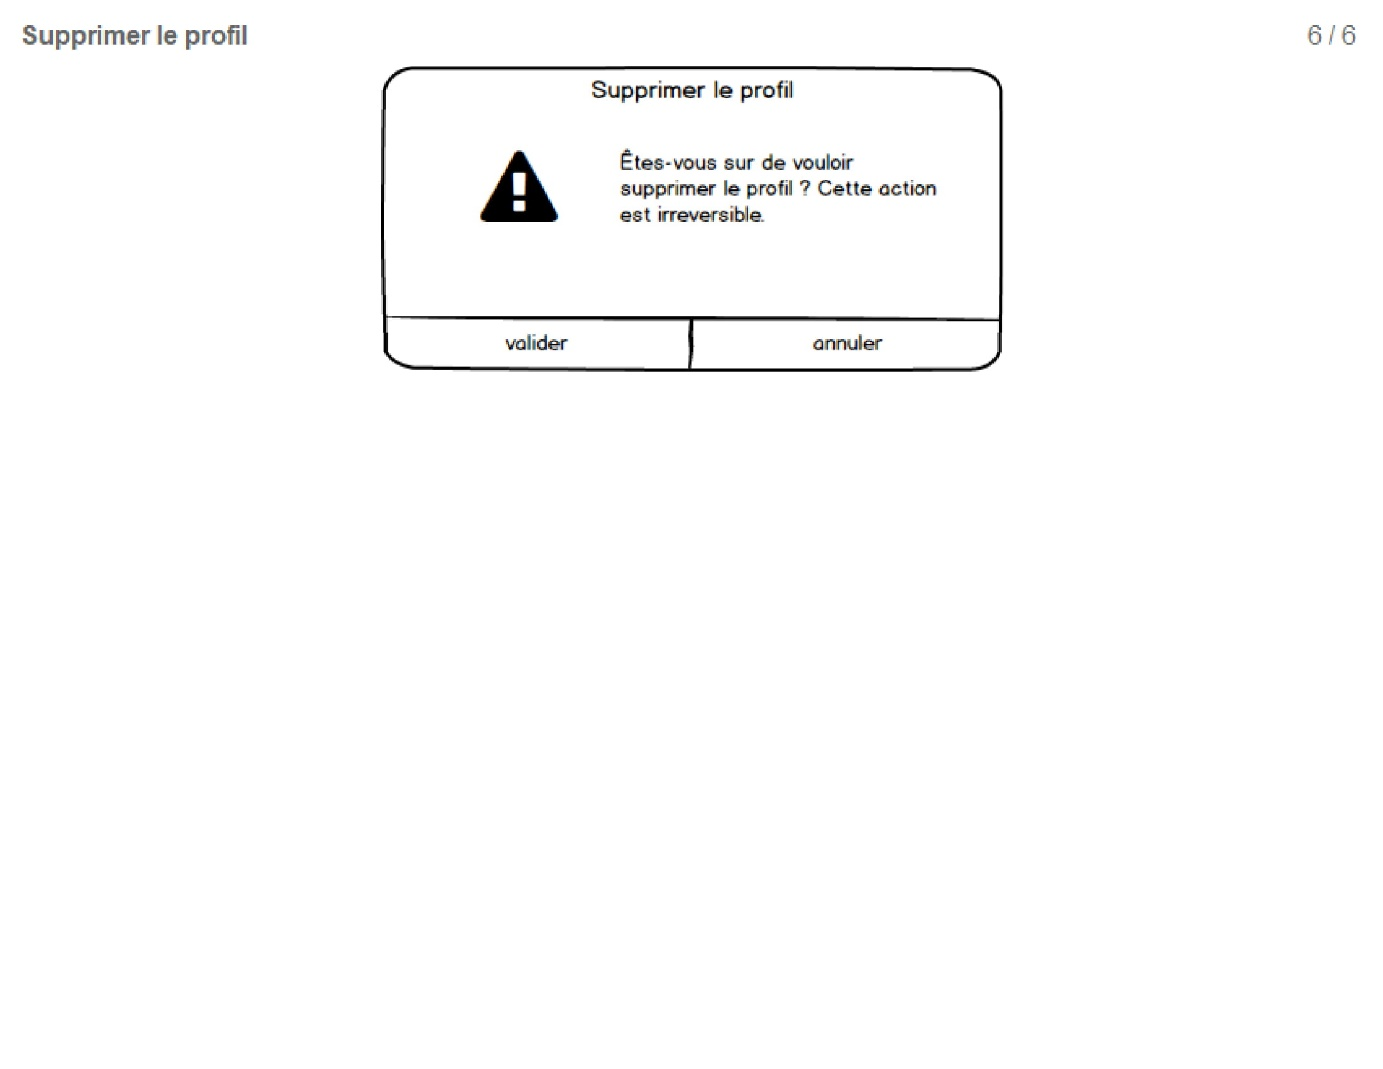 Supprimer le profil
6 / 6
Supprimer le profil
Êtes-vous sur de vouloir
supprimer le profil ? Cette action
est irreversible.
valider
annuler